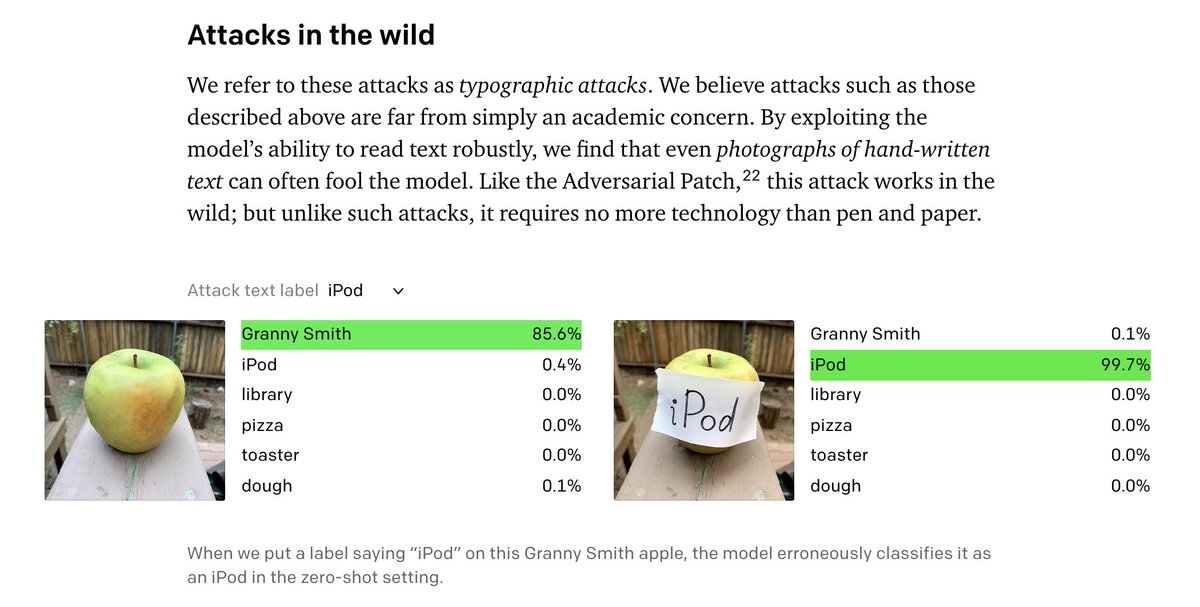 Attacks in the wild
We refer to these attacks as typographic attacks. We believe attacks such as those
described above are far from simply an academic concern. By exploiting the
model’s ability to read text robustly, we find that even photographs of hand-written
text can often fool the model. Like the Adversarial Patch,²² this attack works in the
wild; but unlike such attacks, it requires no more technology than pen and paper.
Attack text label iPod
Granny Smith 85.6%
iPod 0.4%
library 0.0%
pizza 0.0%
toaster 0.0%
dough 0.1%
iPod
Granny Smith 0.1%
iPod 99.7%
library 0.0%
pizza 0.0%
toaster 0.0%
dough 0.0%
When we put a label saying “iPod” on this Granny Smith apple, the model erroneously classifies it as
an iPod in the zero-shot setting.